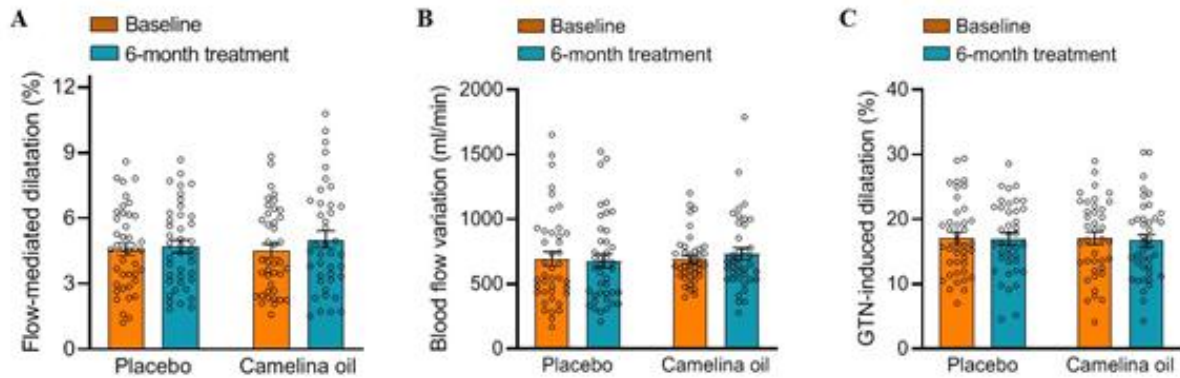 A
Baseline
6-month treatment
Flow-mediated dilatation (%)
12
9
6
3
0
Placebo
Camelina oil
B
Baseline
6-month treatment
Blood flow variation (ml/min)
2000
1500
1000
500
0
Placebo
Camelina oil
C
Baseline
6-month treatment
GTN-induced dilatation (%)
40
30
20
10
0
Placebo
Camelina oil